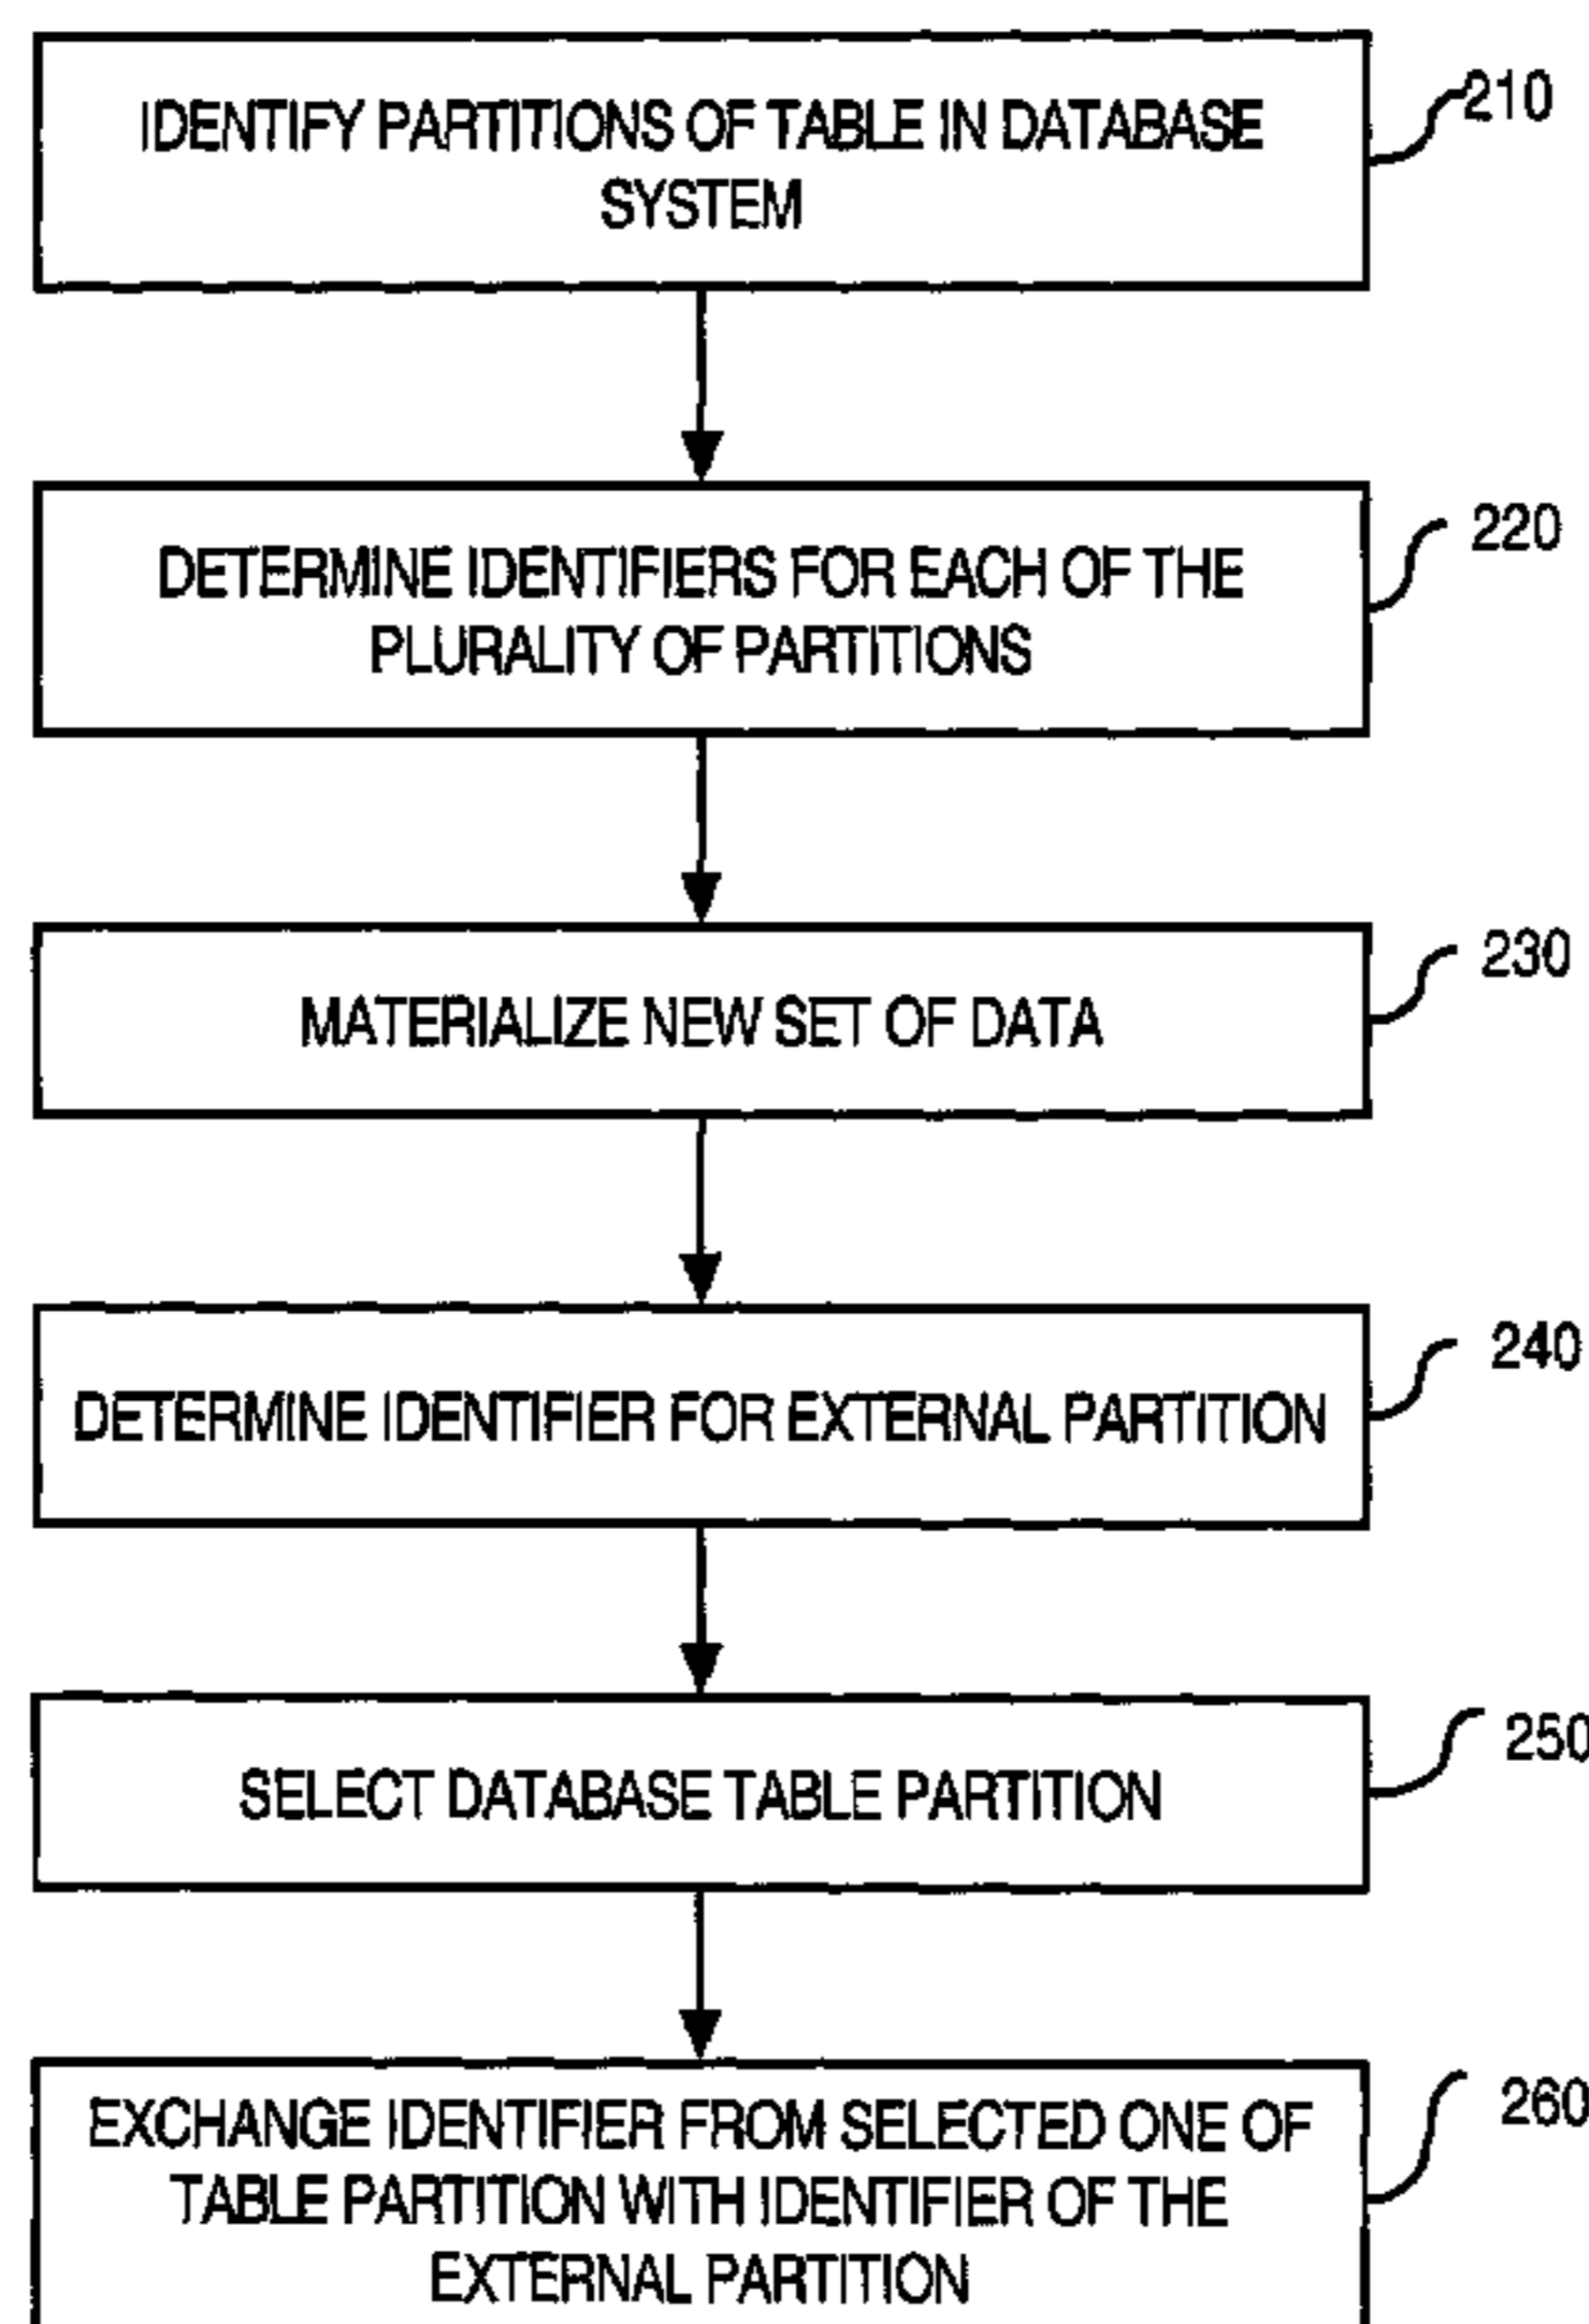 IDENTIFY PARTITIONS OF TABLE IN DATABASE
SYSTEM
210
DETERMINE IDENTIFIERS FOR EACH OF THE
PLURALITY OF PARTITIONS
220
MATERIALIZE NEW SET OF DATA
230
DETERMINE IDENTIFIER FOR EXTERNAL PARTITION
240
SELECT DATABASE TABLE PARTITION
250
EXCHANGE IDENTIFIER FROM SELECTED ONE OF
TABLE PARTITION WITH IDENTIFIER OF THE
EXTERNAL PARTITION
260